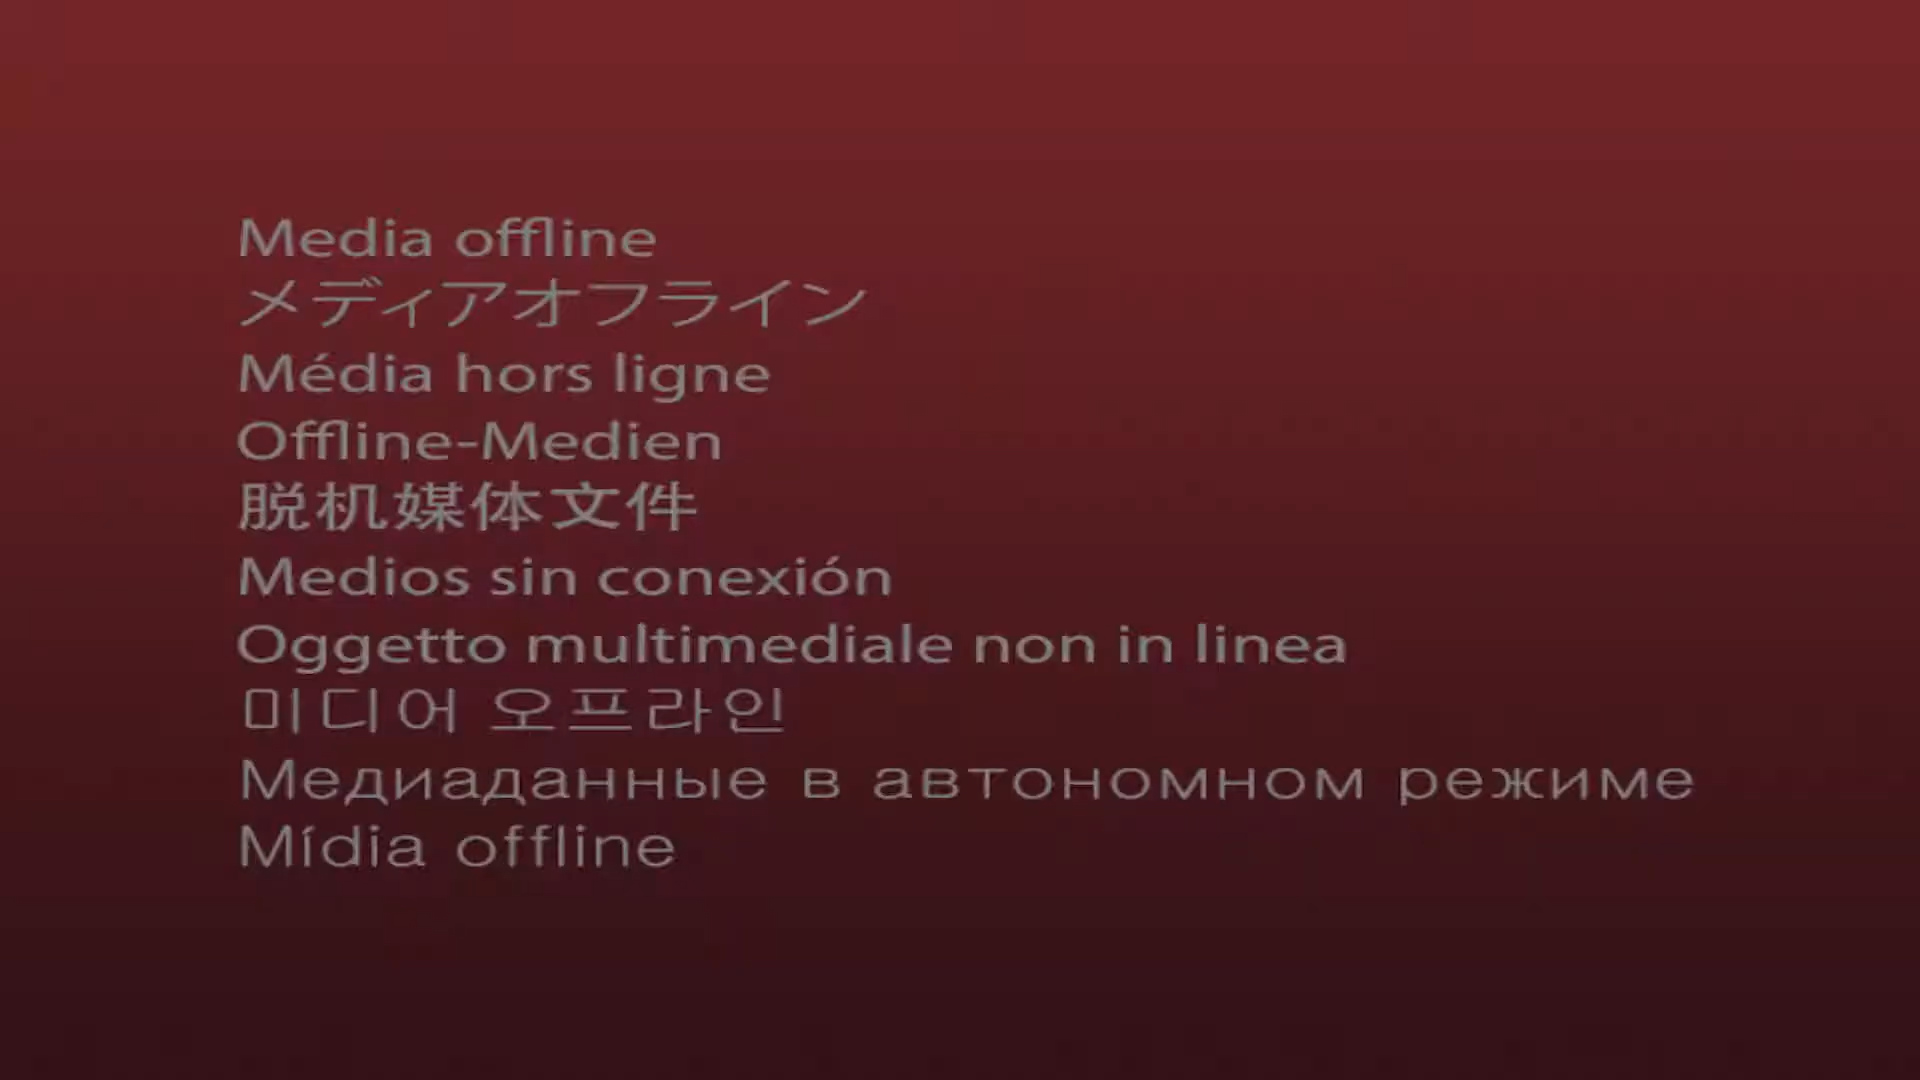 Media offline
メディアオフライン
Média hors ligne
Offline-Medien
脱机媒体文件
Medios sin conexión
Oggetto multimediale non in linea
미디어 오프라인
Медиаданные в автономном режиме
Mídia offline